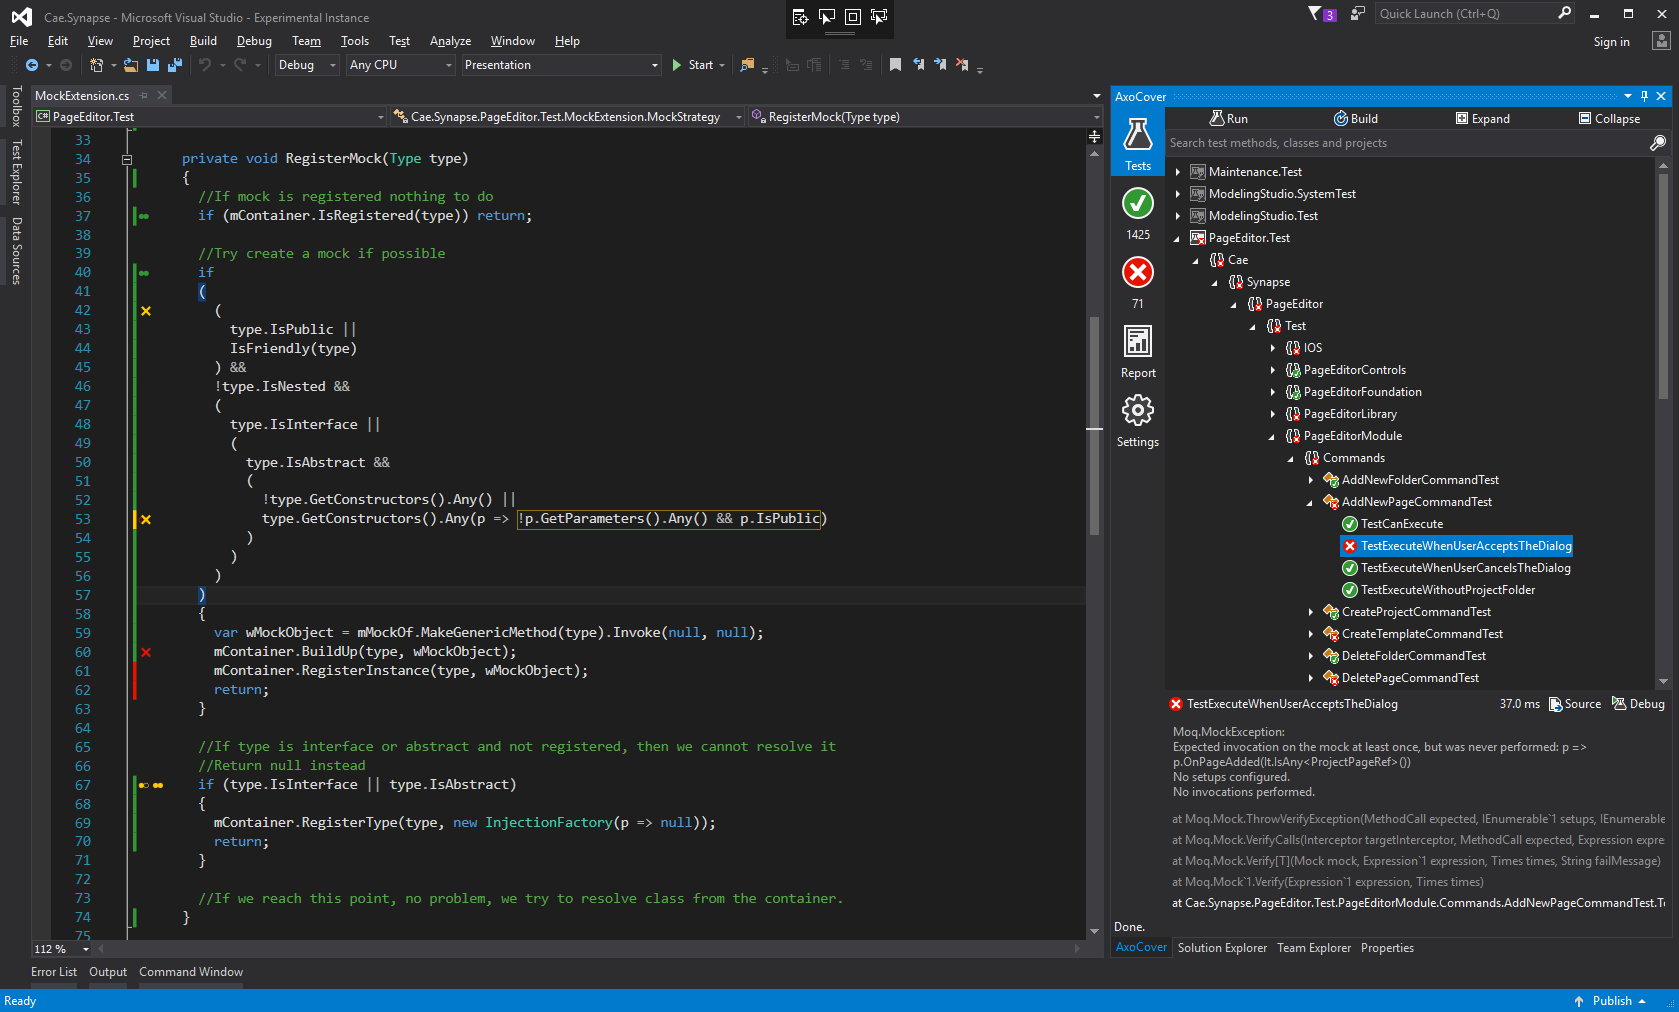 Cae.Synapse - Microsoft Visual Studio - Experimental Instance
3
Quick Launch (Ctrl+Q)
File Edit View Project Build Debug Team Tools Test Analyze Window Help
Sign in
Debug Any CPU Presentation Start
Toolbox
Test Explorer
Data Sources
MockExtension.cs
PageEditor.Test Cae.Synapse.PageEditor.Test.MockExtension.MockStrategy RegisterMock(Type type)
33
34 private void RegisterMock(Type type)
35 {
36 //If mock is registered nothing to do
37 if (mContainer.IsRegistered(type)) return;
38
39 //Try create a mock if possible
40 if
41 (
42 (
43 type.IsPublic ||
44 IsFriendly(type)
45 ) &&
46 !type.IsNested &&
47 (
48 type.IsInterface ||
49 (
50 type.IsAbstract &&
51 (
52 !type.GetConstructors().Any() ||
53 type.GetConstructors().Any(p => !p.GetParameters().Any() && p.IsPublic)
54 )
55 )
56 )
57 )
58 {
59 var wMockObject = mMockOf.MakeGenericMethod(type).Invoke(null, null);
60 mContainer.BuildUp(type, wMockObject);
61 mContainer.RegisterInstance(type, wMockObject);
62 return;
63 }
64
65 //If type is interface or abstract and not registered, then we cannot resolve it
66 //Return null instead
67 if (type.IsInterface || type.IsAbstract)
68 {
69 mContainer.RegisterType(type, new InjectionFactory(p => null));
70 return;
71 }
72
73 //If we reach this point, no problem, we try to resolve class from the container.
74 }
75
112 %
AxoCover
Run Build Expand Collapse
Search test methods, classes and projects
Tests
1425
71
Report
Settings
Maintenance.Test
ModelingStudio.SystemTest
ModelingStudio.Test
PageEditor.Test
Cae
Synapse
PageEditor
Test
IOS
PageEditorControls
PageEditorFoundation
PageEditorLibrary
PageEditorModule
Commands
AddNewFolderCommandTest
AddNewPageCommandTest
TestCanExecute
TestExecuteWhenUserAcceptsTheDialog
TestExecuteWhenUserCancelsTheDialog
TestExecuteWithoutProjectFolder
CreateProjectCommandTest
CreateTemplateCommandTest
DeleteFolderCommandTest
DeletePageCommandTest
TestExecuteWhenUserAcceptsTheDialog 37.0 ms Source Debug
Moq.MockException:
Expected invocation on the mock at least once, but was never performed: p =>
p.OnPageAdded(It.IsAny<ProjectPageRef>())
No setups configured.
No invocations performed.
at Moq.Mock.ThrowVerifyException(MethodCall expected, IEnumerable`1 setups, IEnumerable
at Moq.Mock.VerifyCalls(Interceptor targetInterceptor, MethodCall expected, Expression expre
at Moq.Mock.Verify[T](Mock mock, Expression`1 expression, Times times, String failMessage)
at Moq.Mock`1.Verify(Expression`1 expression, Times times)
at Cae.Synapse.PageEditor.Test.PageEditorModule.Commands.AddNewPageCommandTest.Te
Done.
AxoCover Solution Explorer Team Explorer Properties
Error List Output Command Window
Ready
Publish